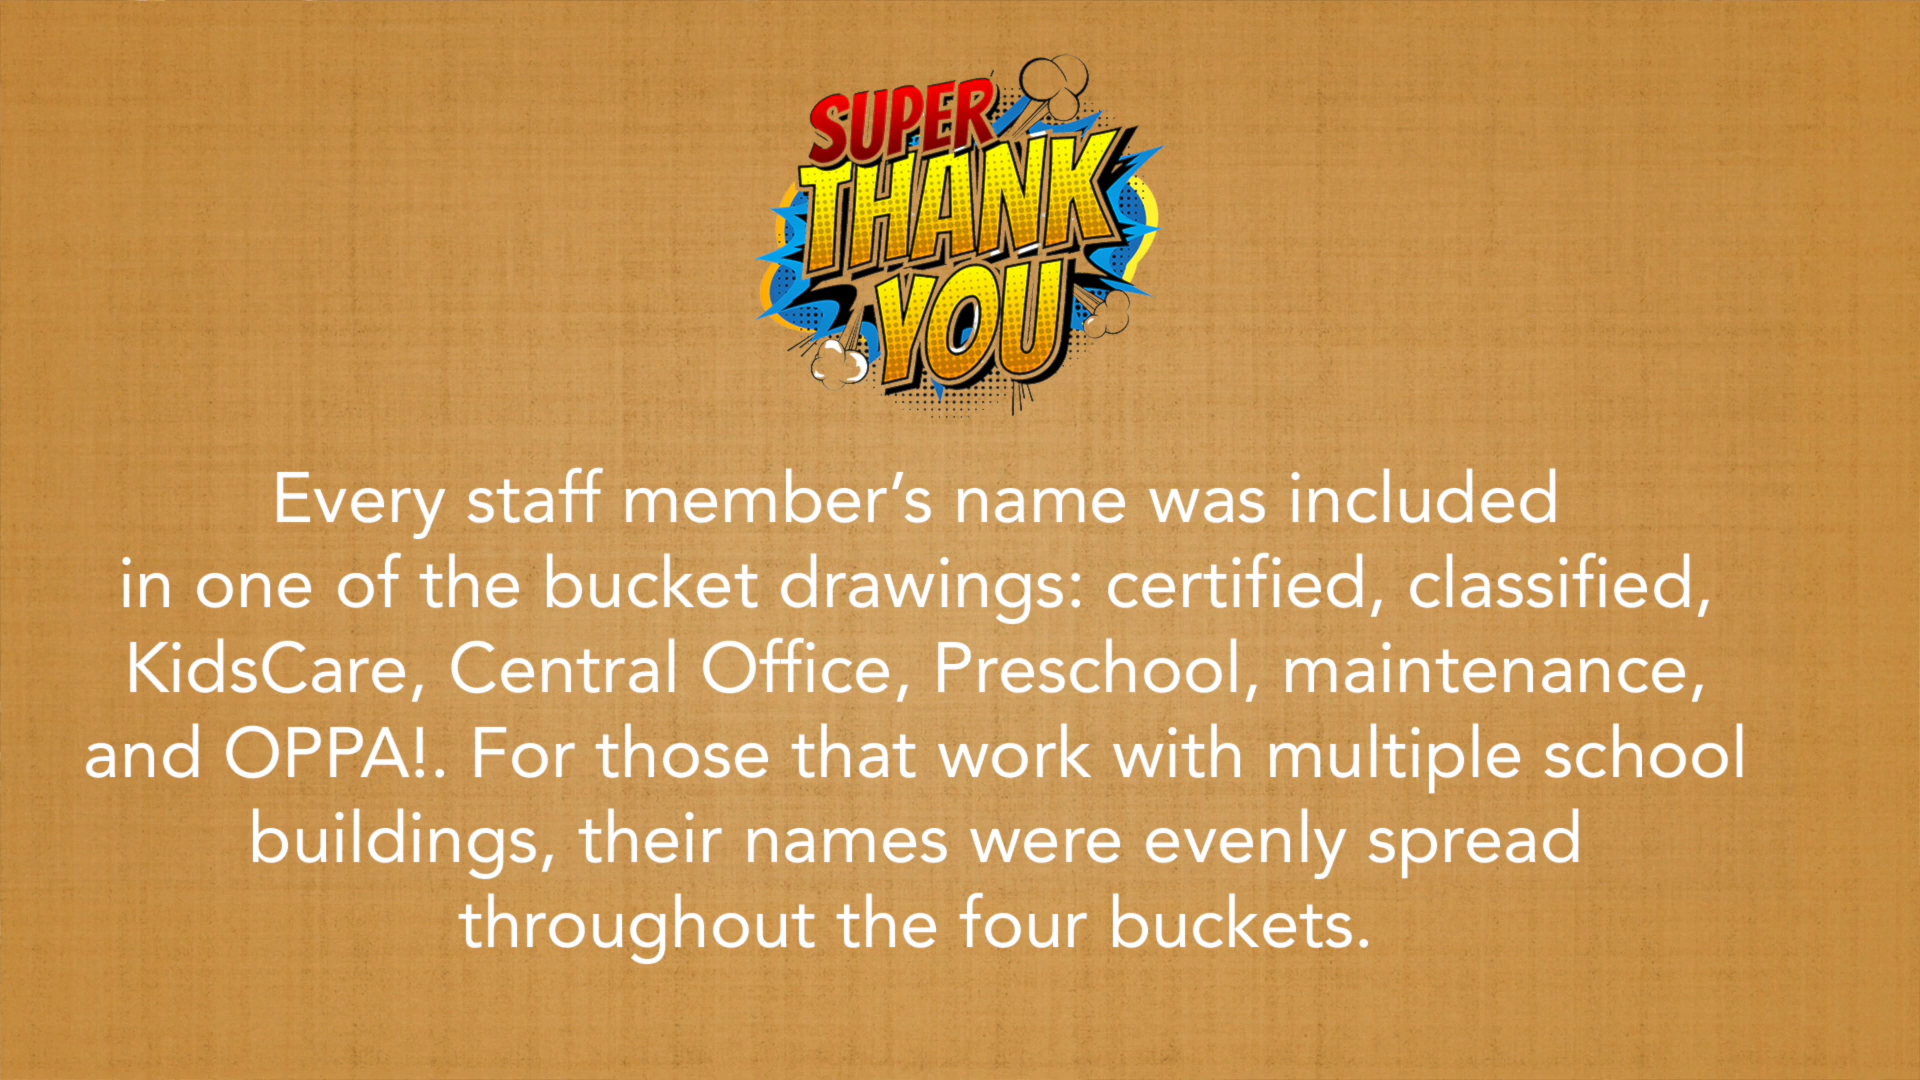 SUPER
THANK
YOU
Every staff member’s name was included
in one of the bucket drawings: certified, classified,
KidsCare, Central Office, Preschool, maintenance,
and OPPA!. For those that work with multiple school
buildings, their names were evenly spread
throughout the four buckets.